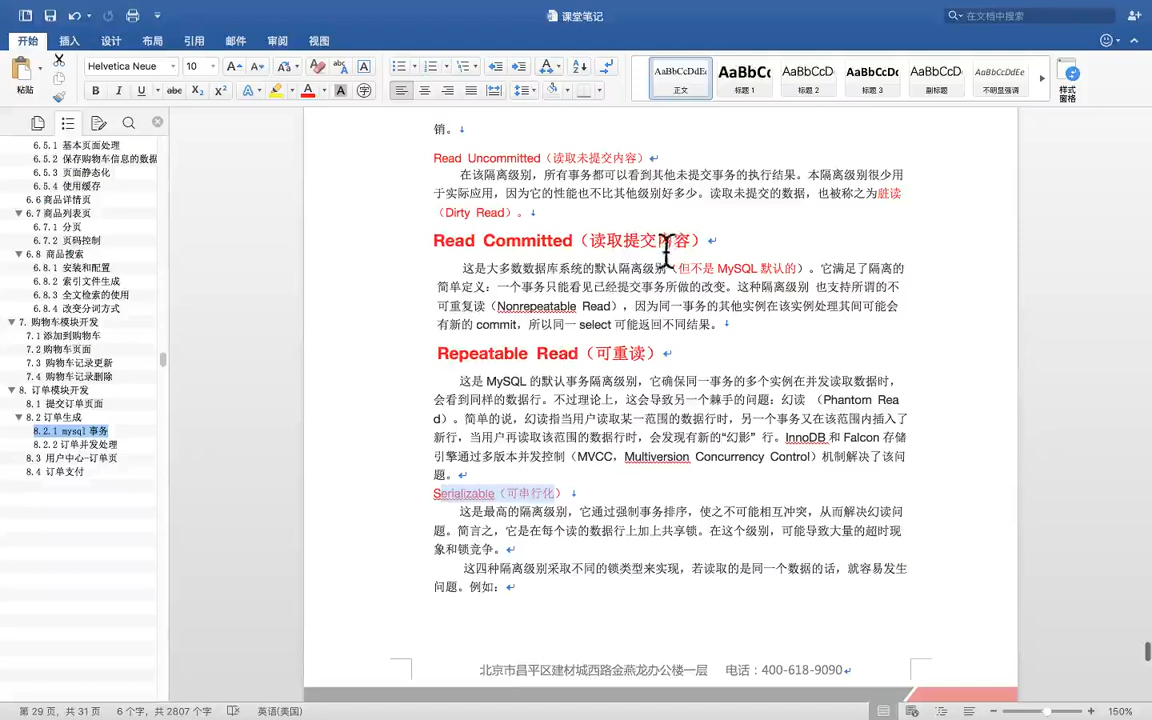 课堂笔记
在文档中搜索
开始 插入 设计 布局 引用 邮件 审阅 视图
Helvetica Neue 10
粘贴
B I U abc X₂ X² A A A 字
AaBbCcDdEe AaBbCc AaBbCcD AaBbCcD AaBbCcD AaBbCcDdEe
正文 标题 1 标题 2 标题 3 副标题 不明显强调
样式
窗格
6.5.1 基本页面处理
6.5.2 保存购物车信息的数据
6.5.3 页面静态化
6.5.4 使用缓存
6.6 商品详情页
6.7 商品列表页
6.7.1 分页
6.7.2 页码控制
6.8 商品搜索
6.8.1 安装和配置
6.8.2 索引文件生成
6.8.3 全文检索的使用
6.8.4 改变分词方式
7. 购物车模块开发
7.1 添加到购物车
7.2 购物车页面
7.3 购物车记录更新
7.4 购物车记录删除
8. 订单模块开发
8.1 提交订单页面
8.2 订单生成
8.2.1 mysql 事务
8.2.2 订单并发处理
8.3 用户中心-订单页
8.4 订单支付
销。
Read Uncommitted（读取未提交内容）
在该隔离级别，所有事务都可以看到其他未提交事务的执行结果。本隔离级别很少用
于实际应用，因为它的性能也不比其他级别好多少。读取未提交的数据，也被称之为脏读
（Dirty Read）。
Read Committed（读取提交内容）
这是大多数数据库系统的默认隔离级别（但不是 MySQL 默认的）。它满足了隔离的
简单定义：一个事务只能看见已经提交事务所做的改变。这种隔离级别 也支持所谓的不
可重复读（Nonrepeatable Read），因为同一事务的其他实例在该实例处理其间可能会
有新的 commit，所以同一 select 可能返回不同结果。
Repeatable Read（可重读）
这是 MySQL 的默认事务隔离级别，它确保同一事务的多个实例在并发读取数据时，
会看到同样的数据行。不过理论上，这会导致另一个棘手的问题：幻读 （Phantom Rea
d）。简单的说，幻读指当用户读取某一范围的数据行时，另一个事务又在该范围内插入了
新行，当用户再读取该范围的数据行时，会发现有新的“幻影” 行。InnoDB 和 Falcon 存储
引擎通过多版本并发控制（MVCC，Multiversion Concurrency Control）机制解决了该问
题。
Serializable（可串行化）
这是最高的隔离级别，它通过强制事务排序，使之不可能相互冲突，从而解决幻读问
题。简言之，它是在每个读的数据行上加上共享锁。在这个级别，可能导致大量的超时现
象和锁竞争。
这四种隔离级别采取不同的锁类型来实现，若读取的是同一个数据的话，就容易发生
问题。例如：
北京市昌平区建材城西路金燕龙办公楼一层 电话：400-618-9090
第 29 页，共 31 页 6 个字，共 2807 个字 英语(美国) 150%